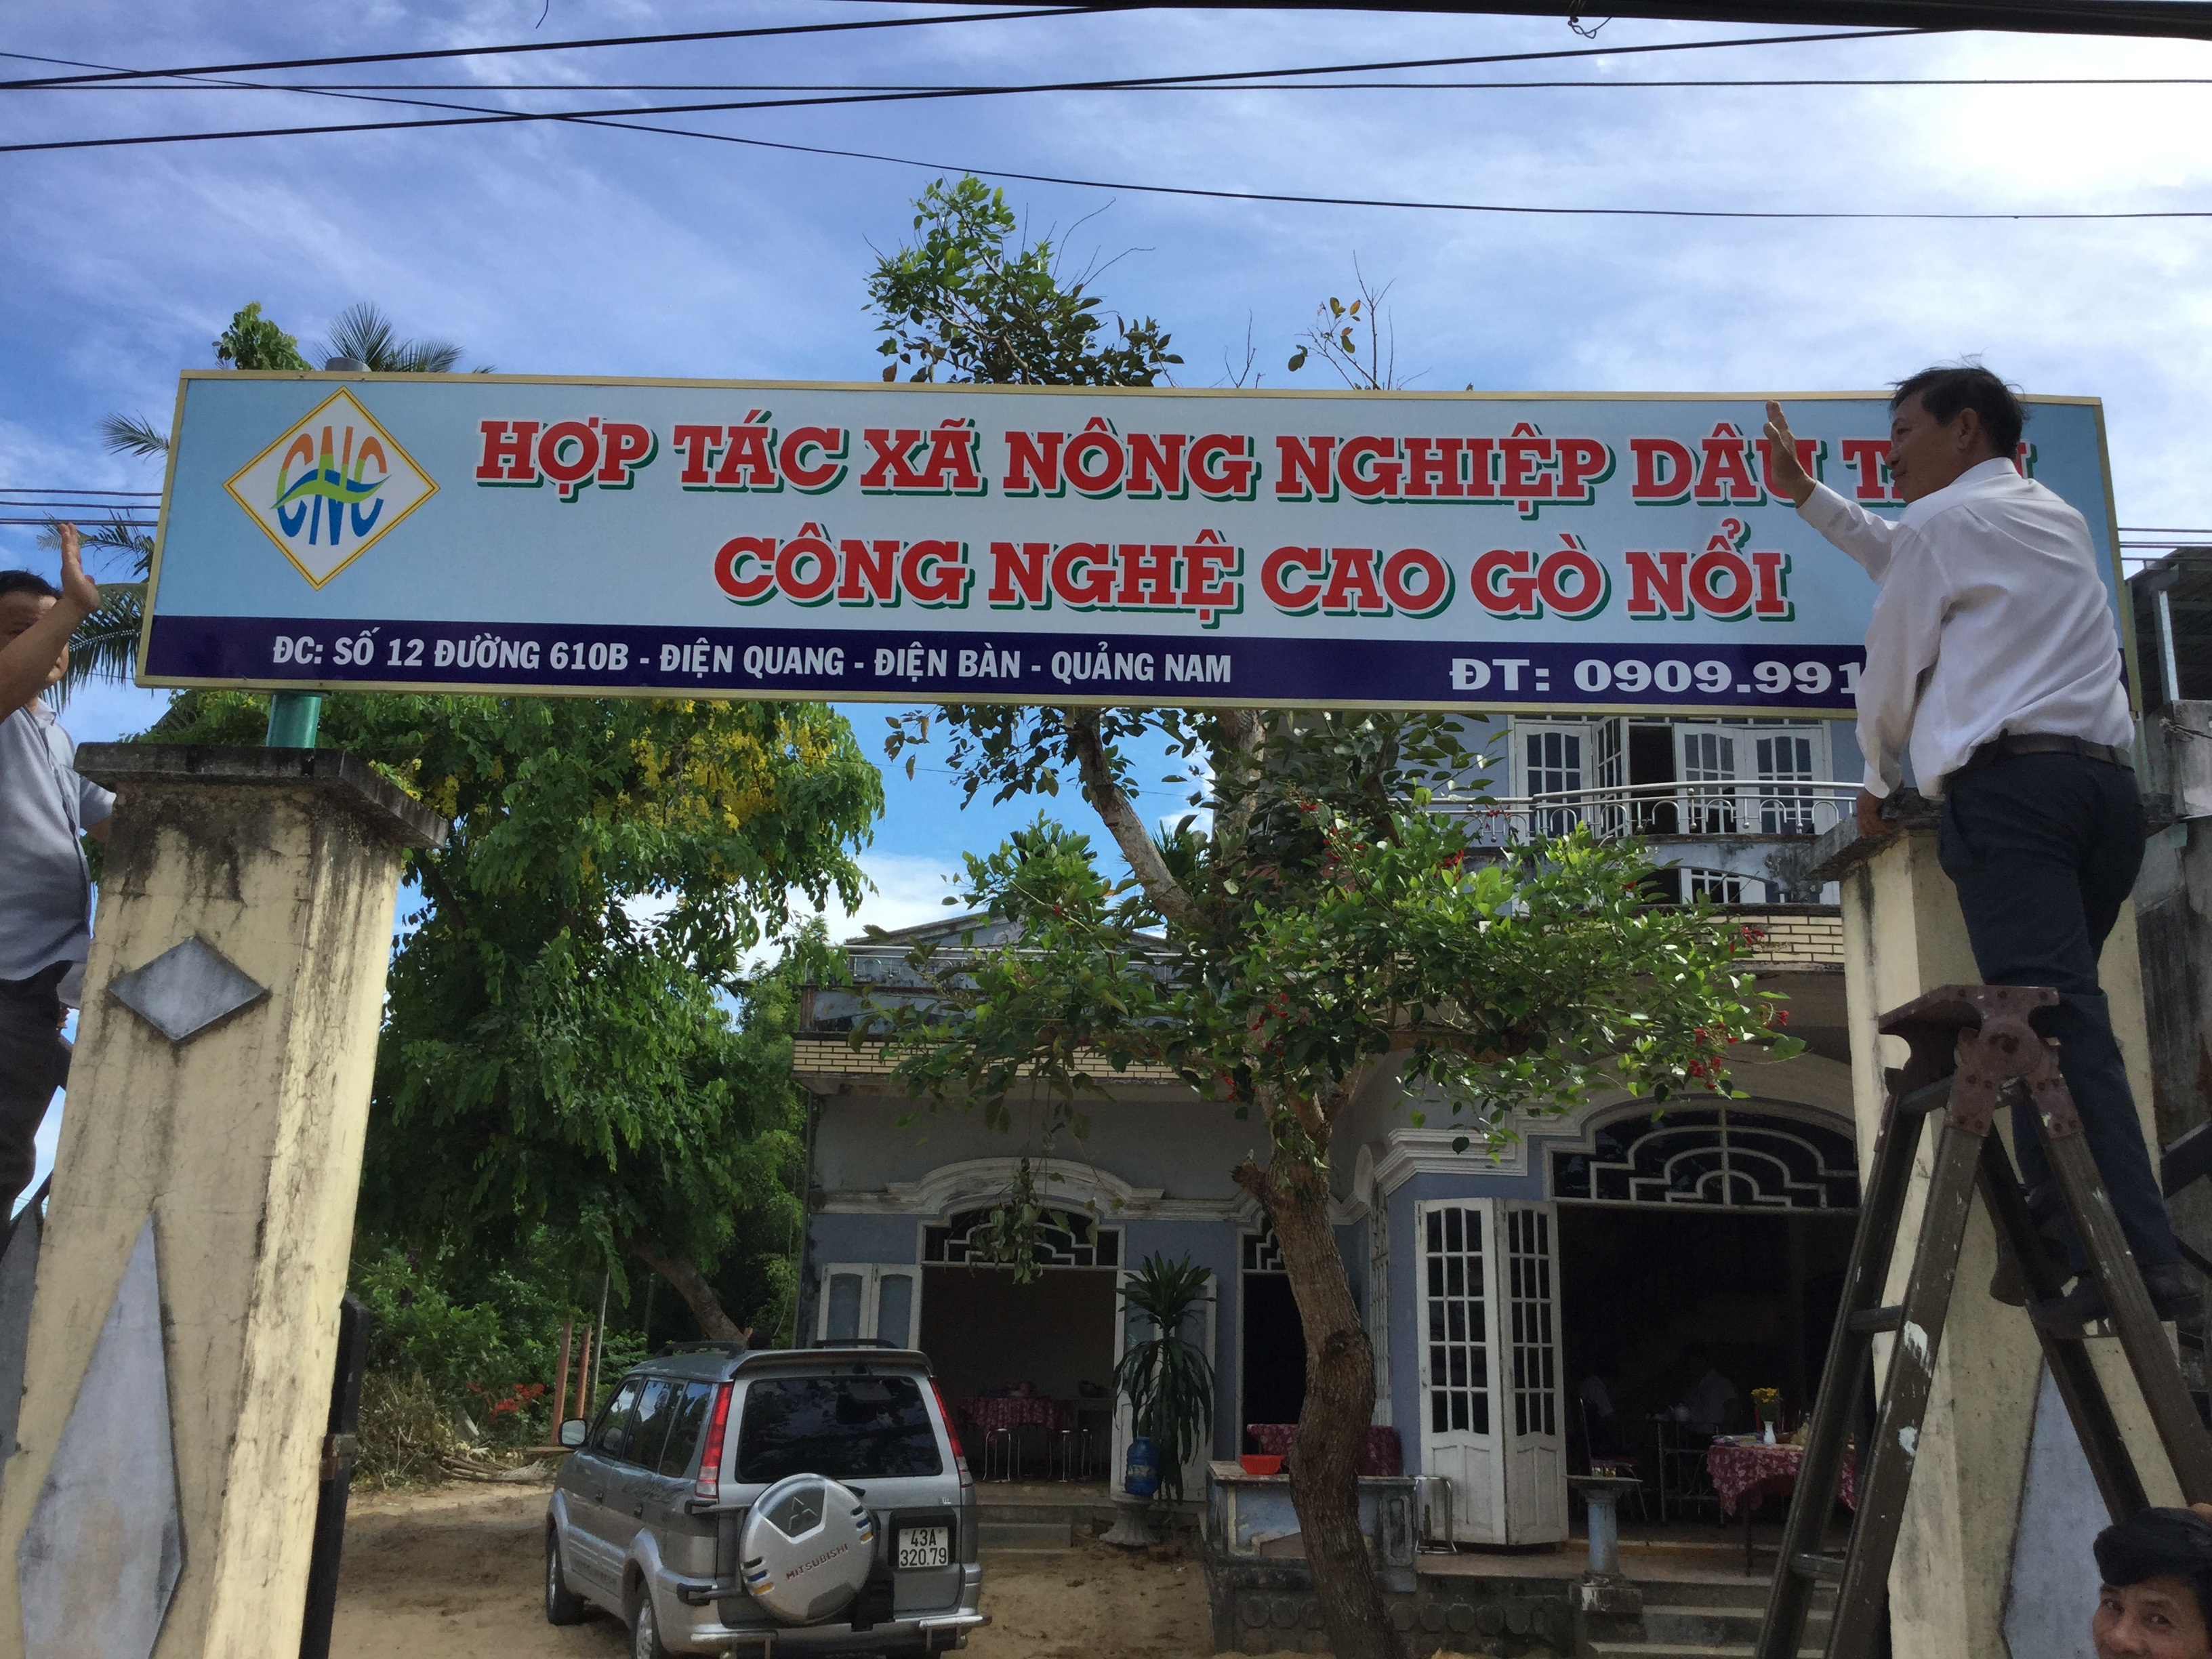 CNC
HỢP TÁC XÃ NÔNG NGHIỆP DÂU
CÔNG NGHỆ CAO GÒ NỔI
ĐC: SỐ 12 ĐƯỜNG 610B - ĐIỆN QUANG - ĐIỆN BÀN - QUẢNG NAM
ĐT: 0909.991
MITSUBISHI
43A
320.79